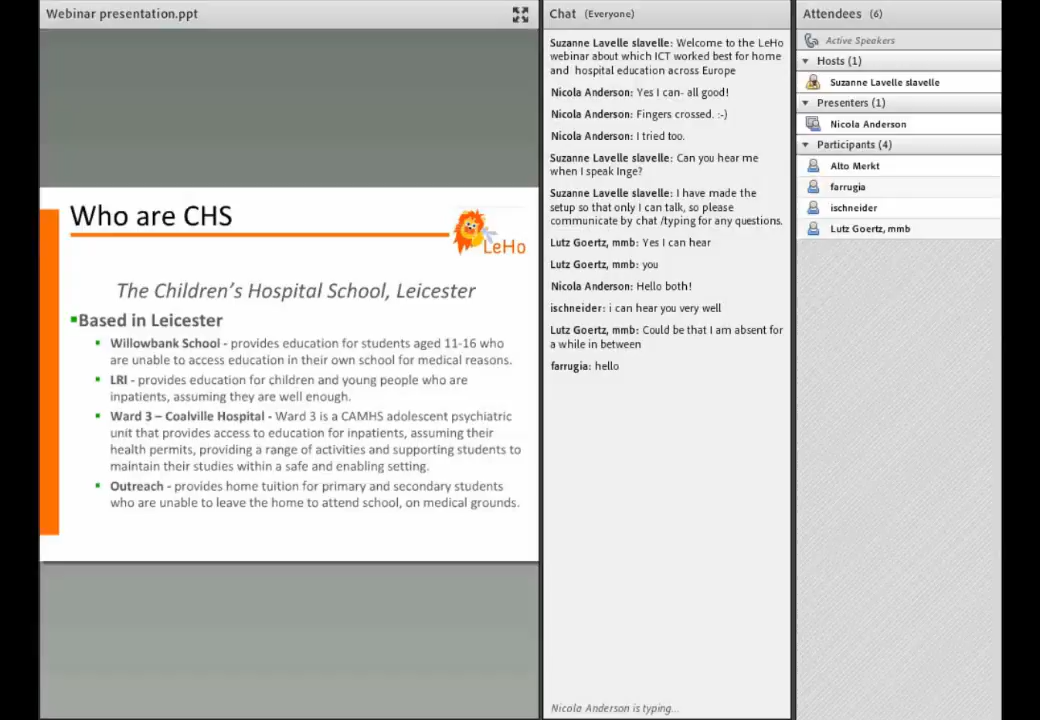 Webinar presentation.ppt
Who are CHS
LeHo
The Children's Hospital School, Leicester
Based in Leicester
Willowbank School - provides education for students aged 11-16 who
are unable to access education in their own school for medical reasons.
LRI - provides education for children and young people who are
inpatients, assuming they are well enough.
Ward 3 – Coalville Hospital - Ward 3 is a CAMHS adolescent psychiatric
unit that provides access to education for inpatients, assuming their
health permits, providing a range of activities and supporting students to
maintain their studies within a safe and enabling setting.
Outreach - provides home tuition for primary and secondary students
who are unable to leave the home to attend school, on medical grounds.
Chat (Everyone)
Suzanne Lavelle slavelle: Welcome to the LeHo
webinar about which ICT worked best for home
and hospital education across Europe
Nicola Anderson: Yes I can- all good!
Nicola Anderson: Fingers crossed. :-)
Nicola Anderson: I tried too.
Suzanne Lavelle slavelle: Can you hear me
when I speak Inge?
Suzanne Lavelle slavelle: I have made the
setup so that only I can talk, so please
communicate by chat /typing for any questions.
Lutz Goertz, mmb: Yes I can hear
Lutz Goertz, mmb: you
Nicola Anderson: Hello both!
ischneider: i can hear you very well
Lutz Goertz, mmb: Could be that I am absent for
a while in between
farrugia: hello
Nicola Anderson is typing...
Attendees (6)
Active Speakers
Hosts (1)
Suzanne Lavelle slavelle
Presenters (1)
Nicola Anderson
Participants (4)
Alto Merkt
farrugia
ischneider
Lutz Goertz, mmb